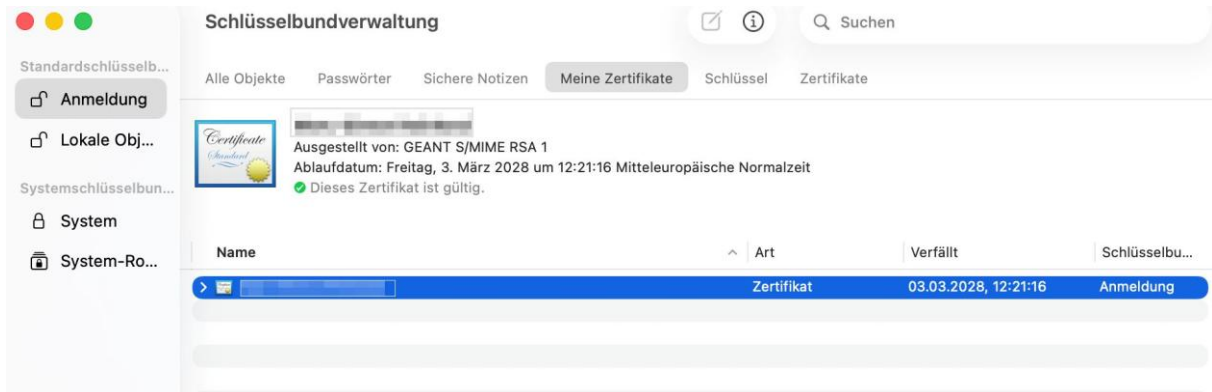 Schlüsselbundverwaltung
Suchen
Standardschlüsselb...
Anmeldung
Lokale Obj...
Systemschlüsselbun...
System
System-Ro...
Alle Objekte Passwörter Sichere Notizen Meine Zertifikate Schlüssel Zertifikate
Certificate
Standard
Ausgestellt von: GEANT S/MIME RSA 1
Ablaufdatum: Freitag, 3. März 2028 um 12:21:16 Mitteleuropäische Normalzeit
Dieses Zertifikat ist gültig.
Name Art Verfällt Schlüsselbu...
Zertifikat 03.03.2028, 12:21:16 Anmeldung